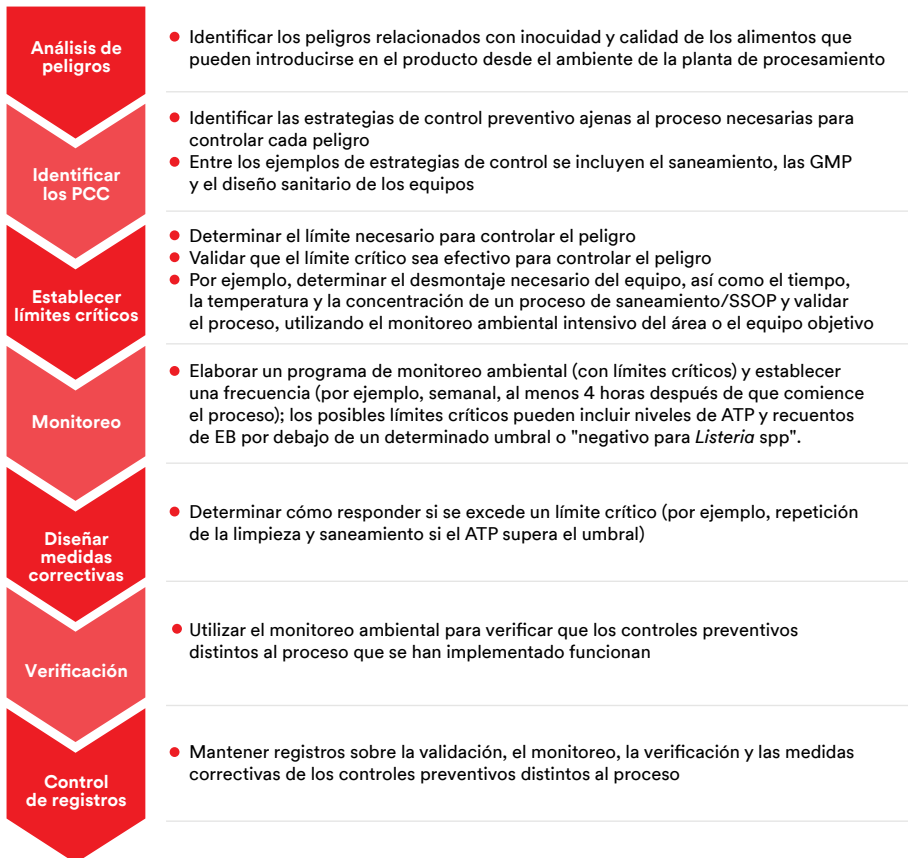 Análisis de
peligros
● Identificar los peligros relacionados con inocuidad y calidad de los alimentos que
pueden introducirse en el producto desde el ambiente de la planta de procesamiento
Identificar
los PCC
● Identificar las estrategias de control preventivo ajenas al proceso necesarias para
controlar cada peligro
● Entre los ejemplos de estrategias de control se incluyen el saneamiento, las GMP
y el diseño sanitario de los equipos
Establecer
límites críticos
● Determinar el límite necesario para controlar el peligro
● Validar que el límite crítico sea efectivo para controlar el peligro
● Por ejemplo, determinar el desmontaje necesario del equipo, así como el tiempo,
la temperatura y la concentración de un proceso de saneamiento/SSOP y validar
el proceso, utilizando el monitoreo ambiental intensivo del área o el equipo objetivo
Monitoreo
● Elaborar un programa de monitoreo ambiental (con límites críticos) y establecer
una frecuencia (por ejemplo, semanal, al menos 4 horas después de que comience
el proceso); los posibles límites críticos pueden incluir niveles de ATP y recuentos
de EB por debajo de un determinado umbral o "negativo para Listeria spp".
Diseñar
medidas
correctivas
● Determinar cómo responder si se excede un límite crítico (por ejemplo, repetición
de la limpieza y saneamiento si el ATP supera el umbral)
Verificación
● Utilizar el monitoreo ambiental para verificar que los controles preventivos
distintos al proceso que se han implementado funcionan
Control
de registros
● Mantener registros sobre la validación, el monitoreo, la verificación y las medidas
correctivas de los controles preventivos distintos al proceso